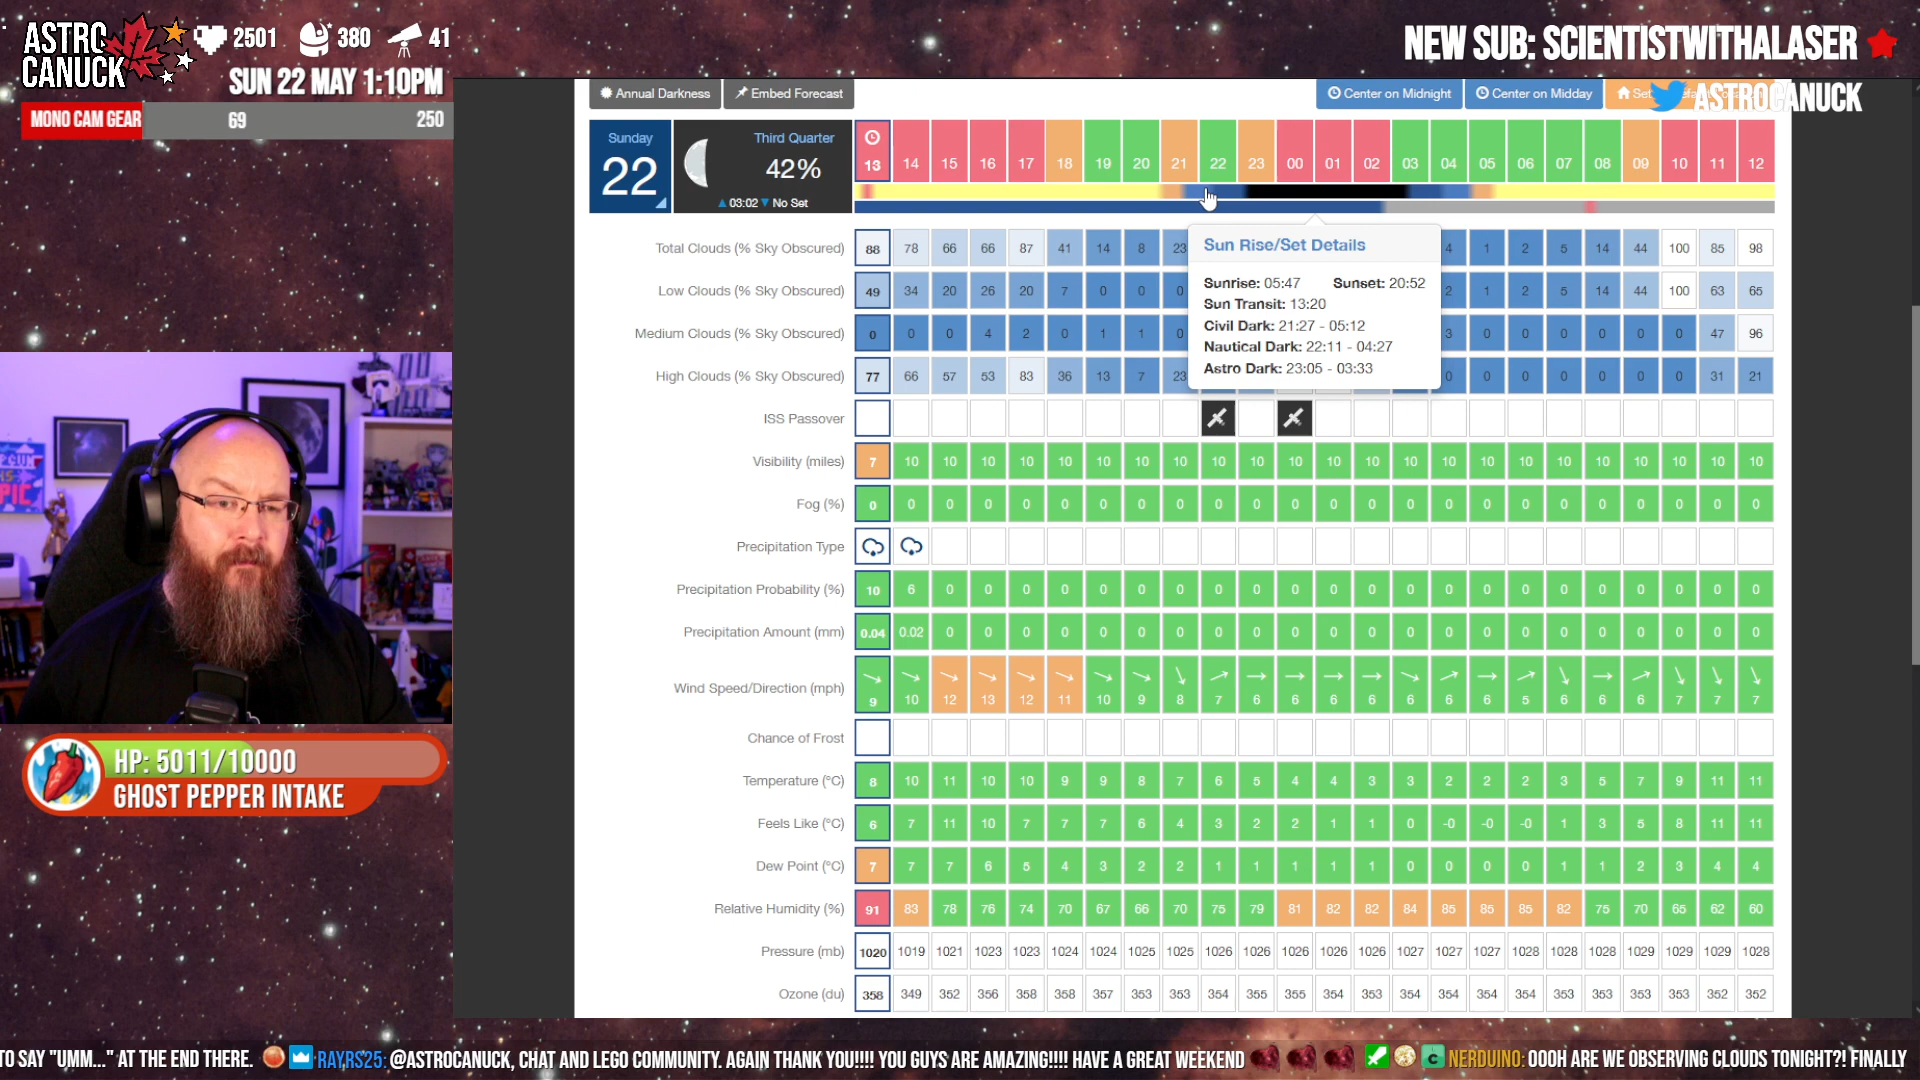 ASTRO
CANUCK
2501
380
41
SUN 22 MAY 1:10PM
MONO CAM GEAR
69
250
NEW SUB: SCIENTISTWITHALASER
ASTROCANUCK
Annual Darkness
Embed Forecast
Center on Midnight
Center on Midday
Sunday
22
Third Quarter
42%
03:02 No Set
13 14 15 16 17 18 19 20 21 22 23 00 01 02 03 04 05 06 07 08 09 10 11 12
Sun Rise/Set Details
Sunrise: 05:47 Sunset: 20:52
Sun Transit: 13:20
Civil Dark: 21:27 - 05:12
Nautical Dark: 22:11 - 04:27
Astro Dark: 23:05 - 03:33
Total Clouds (% Sky Obscured) 88 78 66 66 87 41 14 8 23 4 1 2 5 14 44 100 85 98
Low Clouds (% Sky Obscured) 49 34 20 26 20 7 0 0 0 2 1 2 5 14 44 100 63 65
Medium Clouds (% Sky Obscured) 0 0 0 4 2 0 1 1 0 3 0 0 0 0 0 0 47 96
High Clouds (% Sky Obscured) 77 66 57 53 83 36 13 7 23 0 0 0 0 0 0 0 31 21
ISS Passover
Visibility (miles) 7 10 10 10 10 10 10 10 10 10 10 10 10 10 10 10 10 10 10 10 10 10 10 10
Fog (%) 0 0 0 0 0 0 0 0 0 0 0 0 0 0 0 0 0 0 0 0 0 0 0 0
Precipitation Type
Precipitation Probability (%) 10 6 0 0 0 0 0 0 0 0 0 0 0 0 0 0 0 0 0 0 0 0 0 0
Precipitation Amount (mm) 0.04 0.02 0 0 0 0 0 0 0 0 0 0 0 0 0 0 0 0 0 0 0 0 0 0
Wind Speed/Direction (mph) 9 10 12 13 12 11 10 9 8 7 6 6 6 6 6 6 6 5 6 6 6 7 7 7
Chance of Frost
Temperature (°C) 8 10 11 10 10 9 9 8 7 6 5 4 4 3 3 2 2 2 3 5 7 9 11 11
Feels Like (°C) 6 7 11 10 7 7 7 6 4 3 2 2 1 1 0 -0 -0 -0 1 3 5 8 11 11
Dew Point (°C) 7 7 7 6 5 4 3 2 2 1 1 1 1 1 0 0 0 0 1 1 2 3 4 4
Relative Humidity (%) 91 83 78 76 74 70 67 66 70 75 79 81 82 82 84 85 85 85 82 75 70 65 62 60
Pressure (mb) 1020 1019 1021 1023 1023 1024 1024 1025 1025 1026 1026 1026 1026 1026 1027 1027 1027 1028 1028 1028 1029 1029 1029 1028
Ozone (du) 358 349 352 356 358 358 357 353 353 354 355 355 354 353 354 354 354 354 353 353 353 353 352 352
HP: 5011/10000
GHOST PEPPER INTAKE
TO SAY "UMM..." AT THE END THERE. RAYRS25: @ASTROCANUCK, CHAT AND LEGO COMMUNITY. AGAIN THANK YOU!!!! YOU GUYS ARE AMAZING!!!! HAVE A GREAT WEEKEND C NERDUINO: OOOH ARE WE OBSERVING CLOUDS TONIGHT?! FINALLY